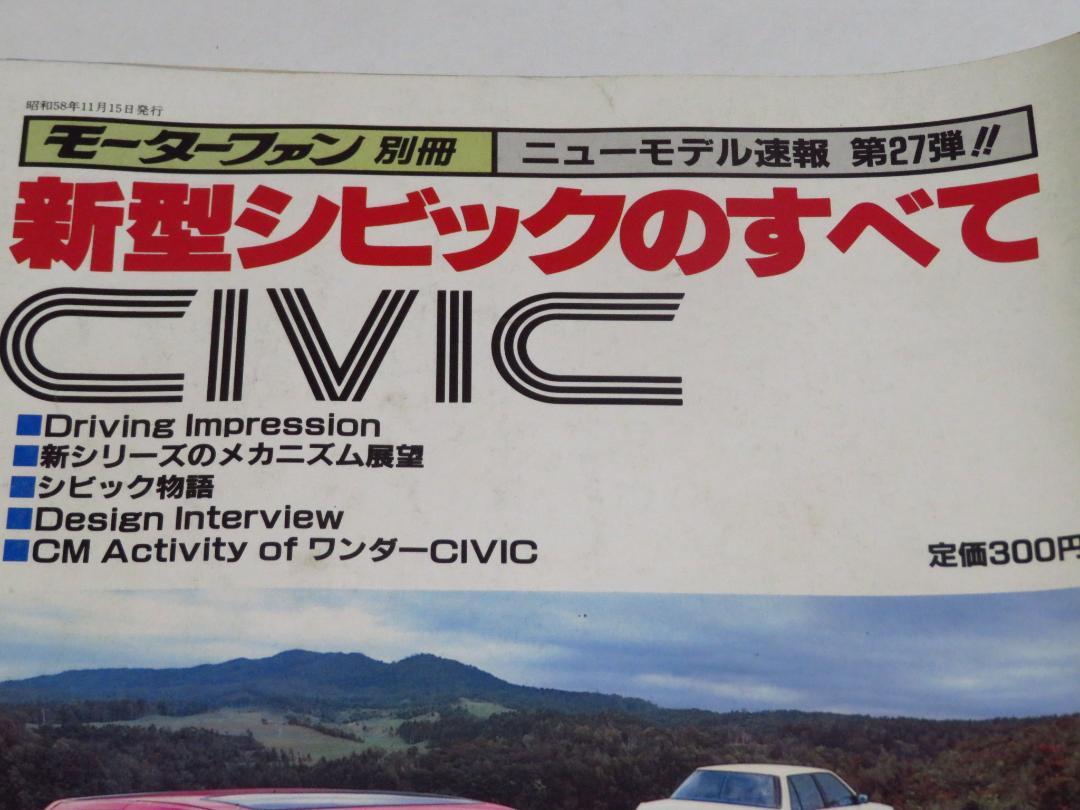 昭和58年11月15日発行
モーターファン 別冊 ニューモデル速報 第27弾!!
新型シビックのすべて
CIVIC
■Driving Impression
■新シリーズのメカニズム展望
■シビック物語
■Design Interview
■CM Activity of ワンダーCIVIC
定価300円